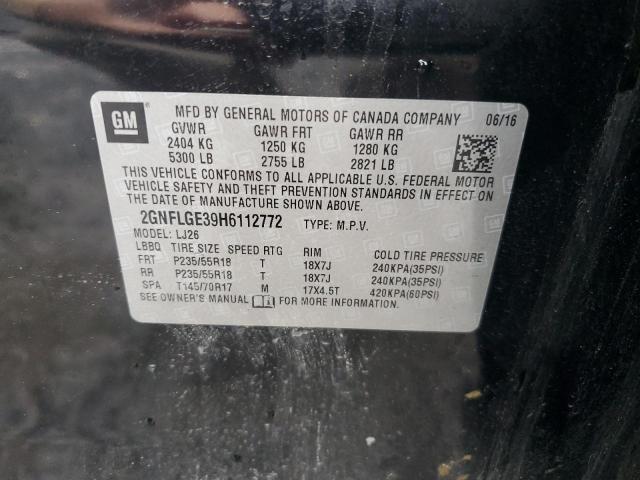 GM MFD BY GENERAL MOTORS OF CANADA COMPANY 06/16
GVWR GAWR FRT GAWR RR
2404 KG 1250 KG 1280 KG
5300 LB 2755 LB 2821 LB
THIS VEHICLE CONFORMS TO ALL APPLICABLE U.S. FEDERAL MOTOR
VEHICLE SAFETY AND THEFT PREVENTION STANDARDS IN EFFECT ON
THE DATE OF MANUFACTURE SHOWN ABOVE.
2GNFLGE39H6112772 TYPE: M.P.V.
MODEL: LJ26
LBBQ TIRE SIZE SPEED RTG RIM COLD TIRE PRESSURE
FRT P235/55R18 T 18X7J 240KPA(35PSI)
RR P235/55R18 T 18X7J 240KPA(35PSI)
SPA T145/70R17 M 17X4.5T 420KPA(60PSI)
SEE OWNER'S MANUAL FOR MORE INFORMATION.